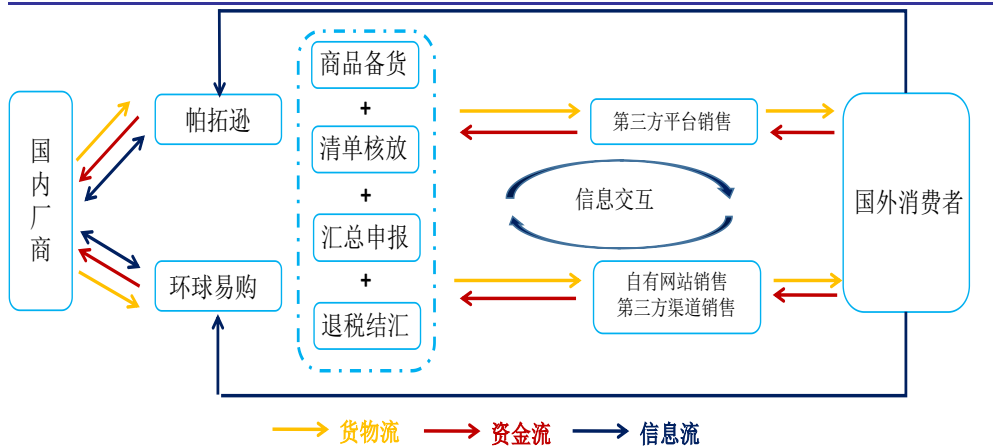 国内厂商
帕拓逊
环球易购
商品备货
+
清单核放
+
汇总申报
+
退税结汇
第三方平台销售
信息交互
自有网站销售
第三方渠道销售
国外消费者
货物流
资金流
信息流